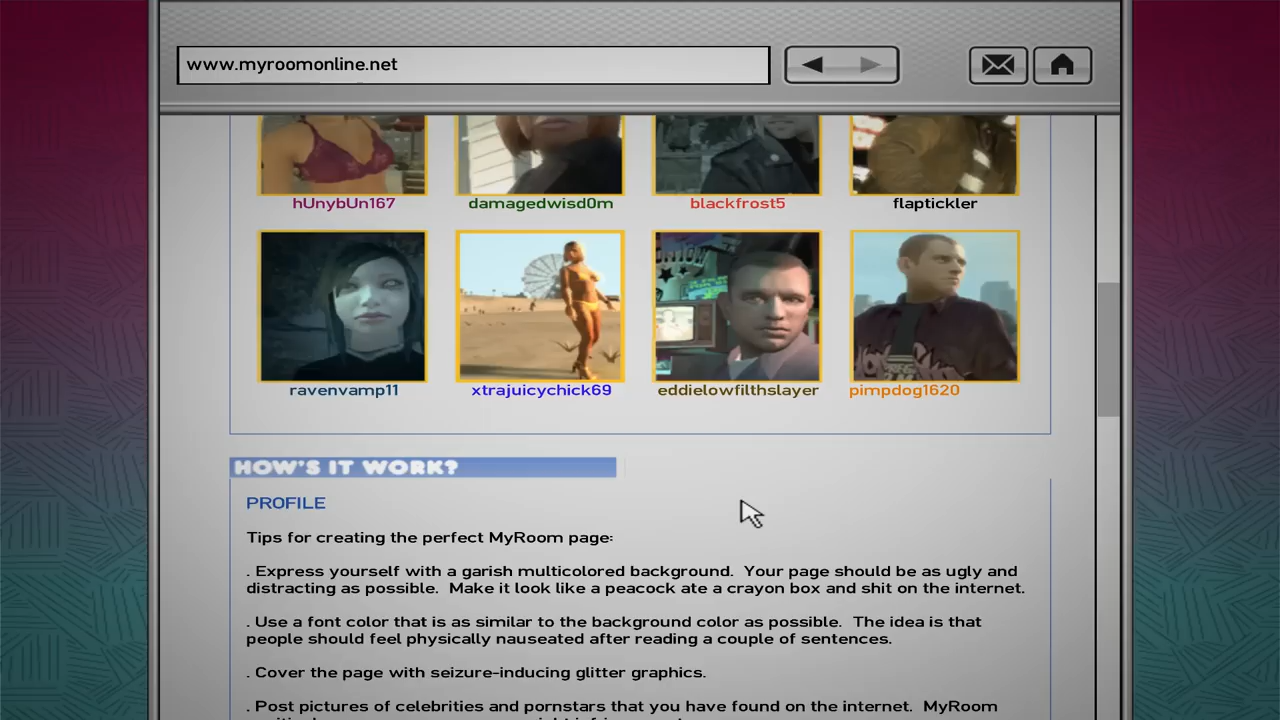 www.myroomonline.net
hUnybUn167 damagedwisd0m blackfrost5 flaptickler
ravenvamp11 xtrajuicychick69 eddielowfilthslayer pimpdog1620
HOW'S IT WORK?
PROFILE
Tips for creating the perfect MyRoom page:
. Express yourself with a garish multicolored background. Your page should be as ugly and
distracting as possible. Make it look like a peacock ate a crayon box and shit on the internet.
. Use a font color that is as similar to the background color as possible. The idea is that
people should feel physically nauseated after reading a couple of sentences.
. Cover the page with seizure-inducing glitter graphics.
. Post pictures of celebrities and pornstars that you have found on the internet. MyRoom